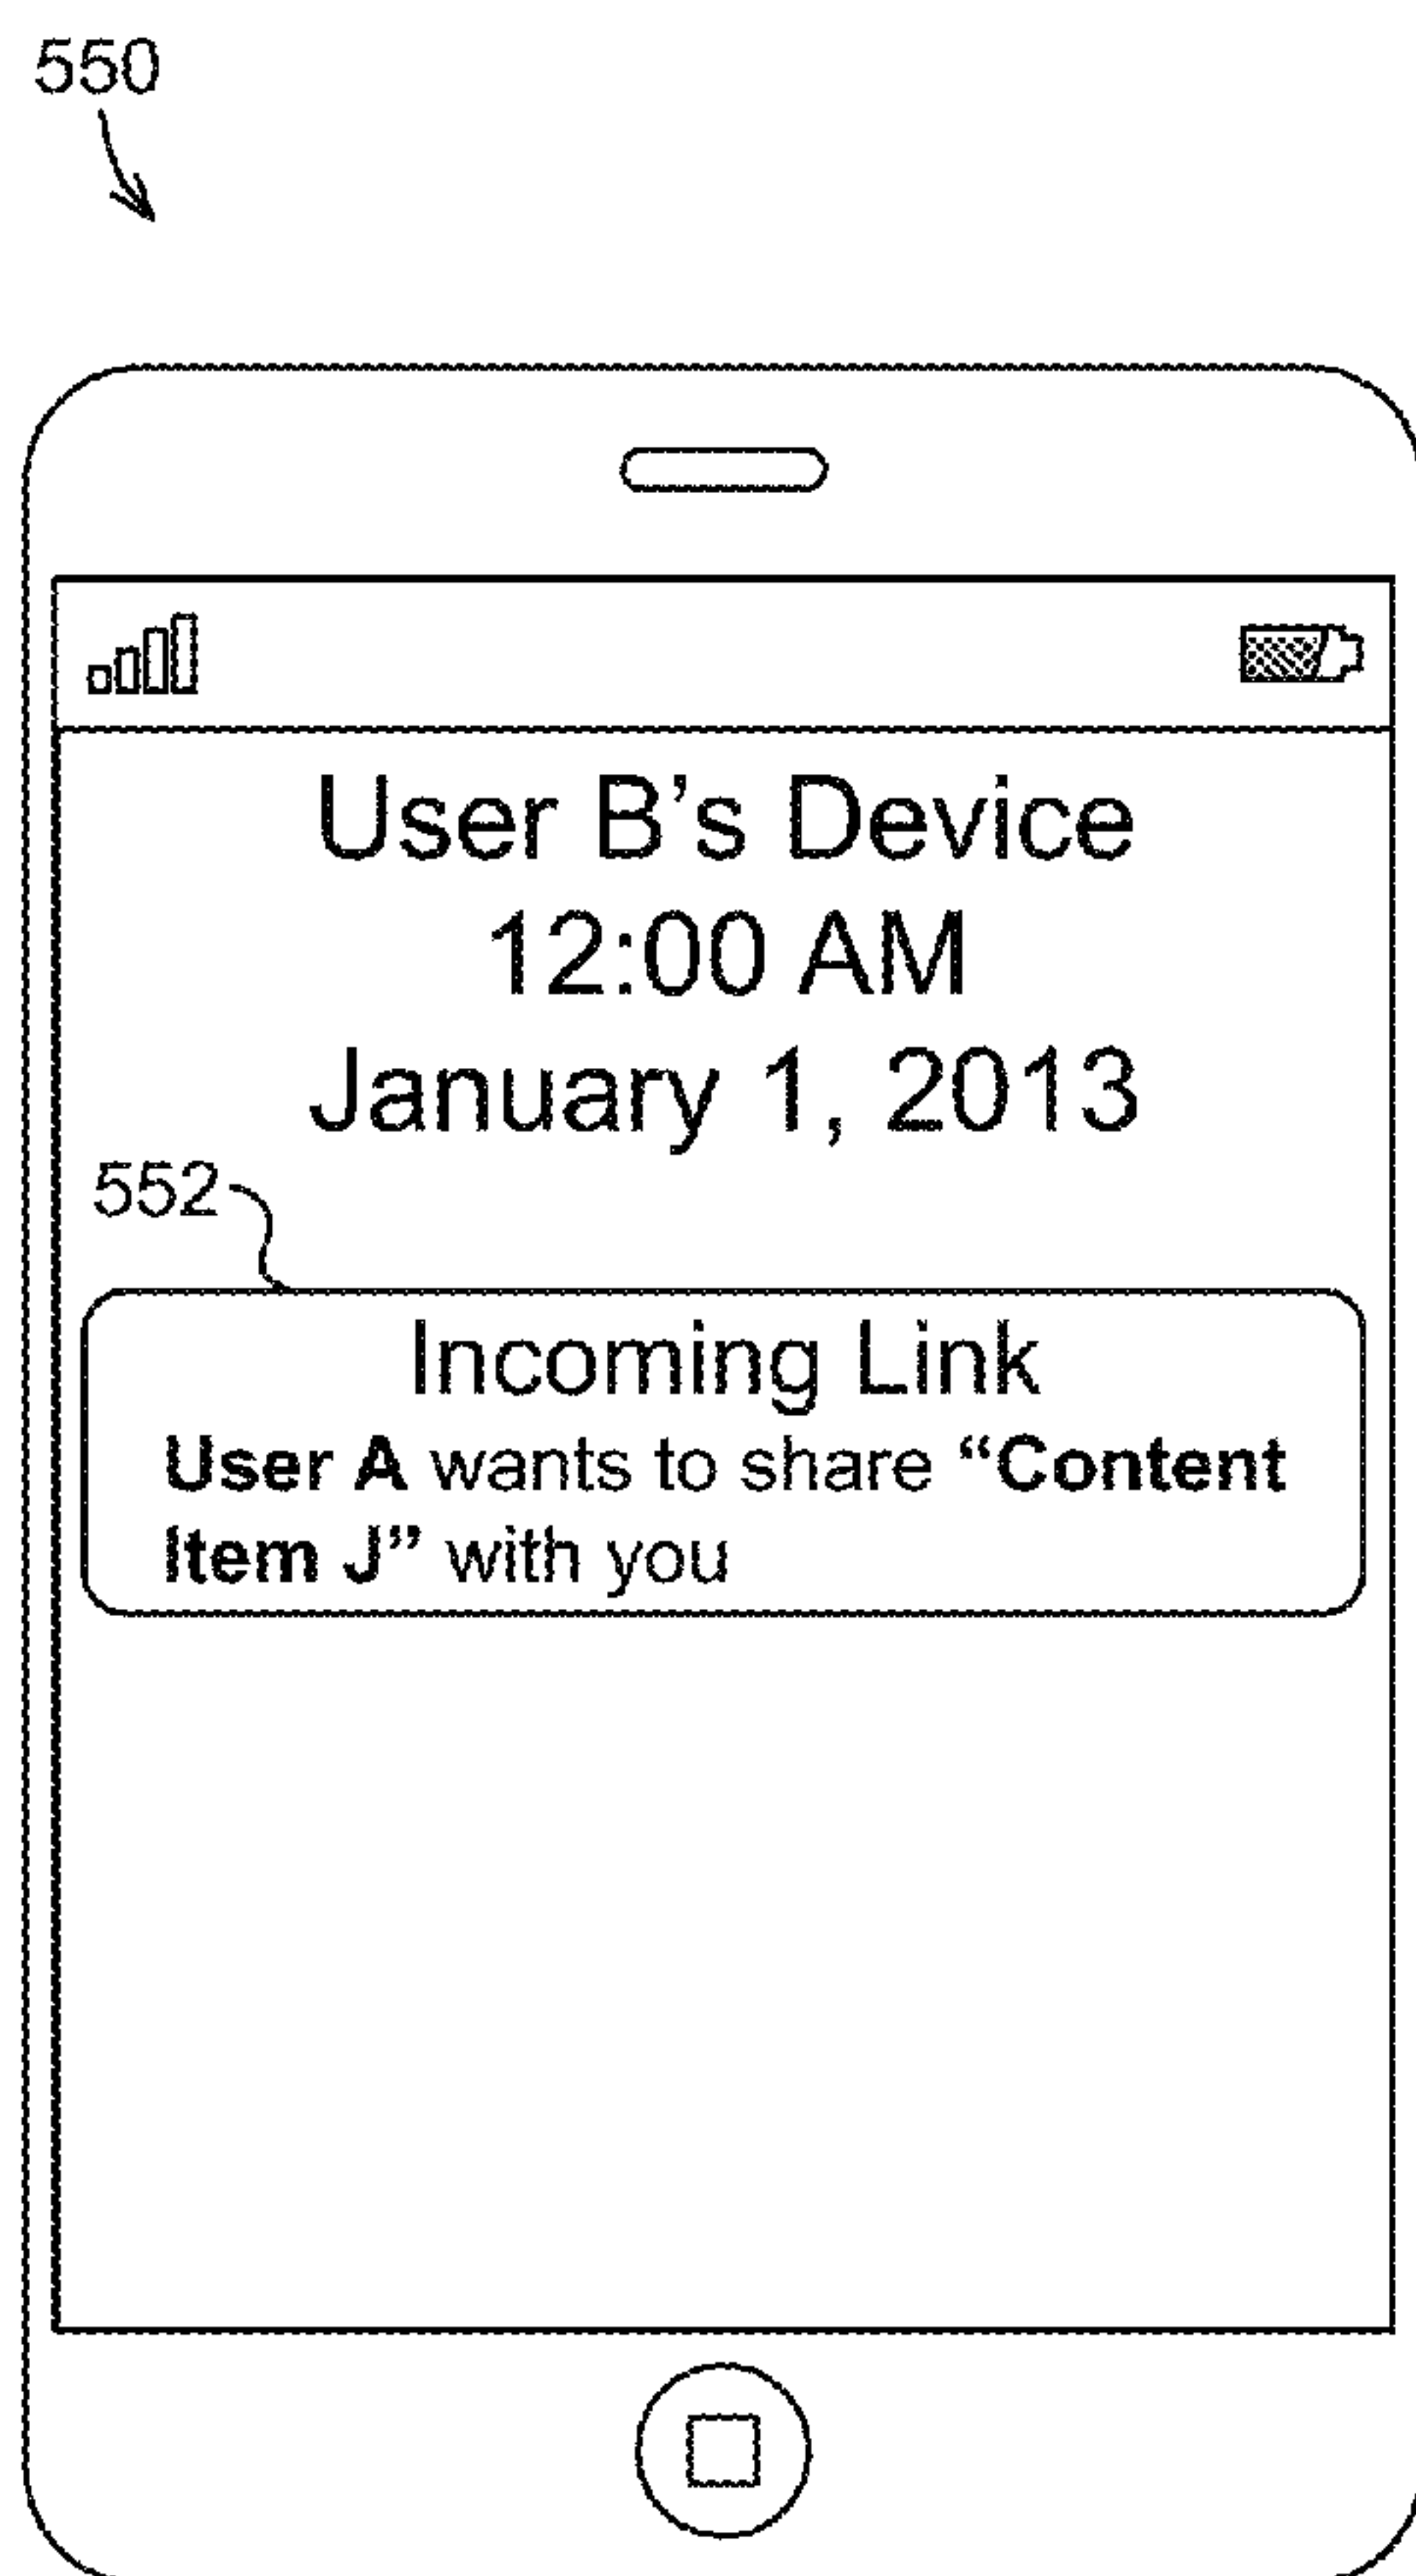 550
User B’s Device
12:00 AM
January 1, 2013
552
Incoming Link
User A wants to share “Content
Item J” with you